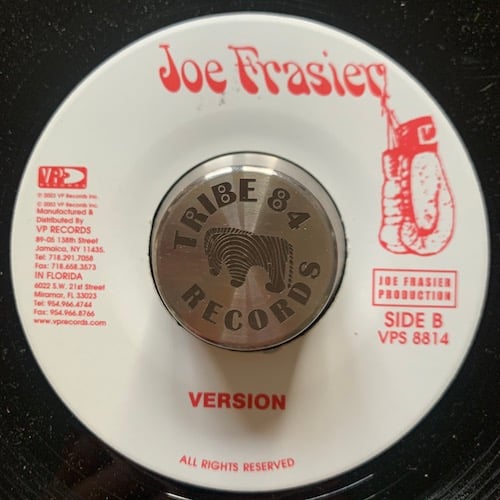 Joe Frasier
VP
RECORDS
℗ 2003 VP Records Inc.
© 2003 VP Records Inc.
Manufactured &
Distributed By
VP RECORDS
89-05 138th Street
Jamaica, NY 11435.
Tel: 718.291.7058
Fax: 718.658.3573
IN FLORIDA
6022 S.W. 21st Street
Miramar, FL 33023
Tel: 954.966.4744
Fax: 954.966.8766
www.vprecords.com
TRIBE 84
RECORDS
JOE FRASIER
PRODUCTION
SIDE B
VPS 8814
VERSION
ALL RIGHTS RESERVED